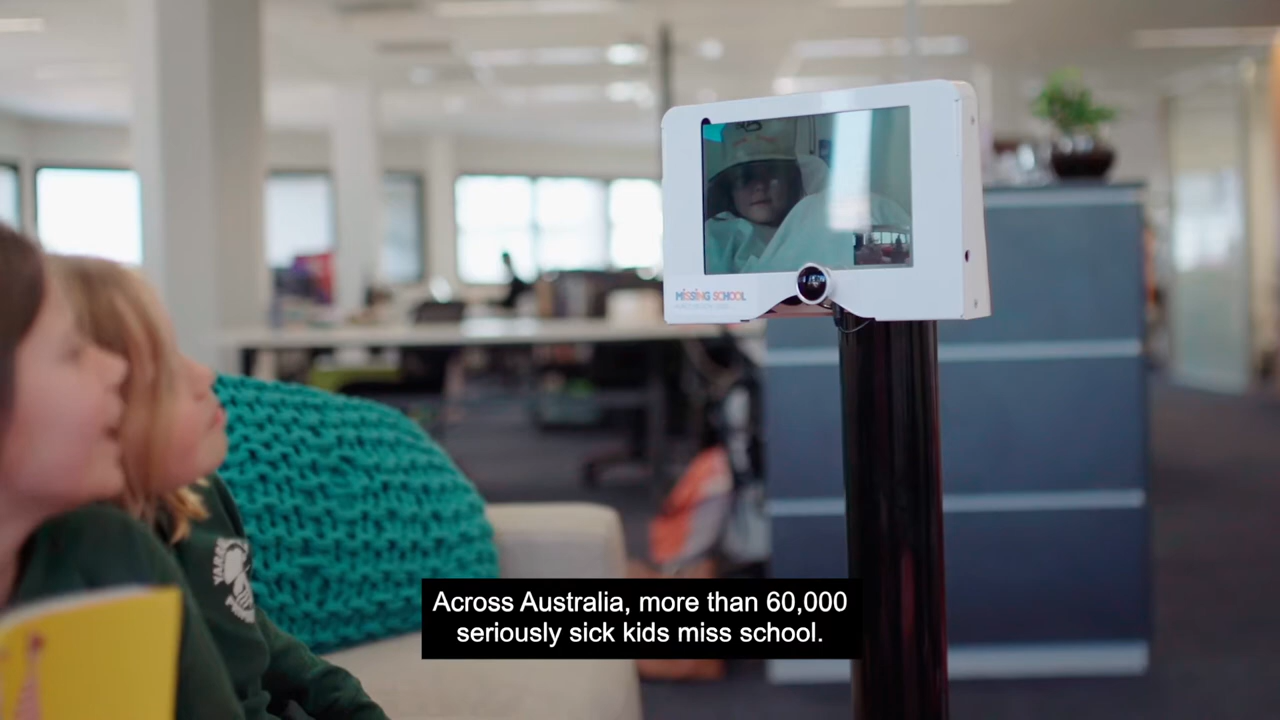 MISSING SCHOOL
Across Australia, more than 60,000
seriously sick kids miss school.